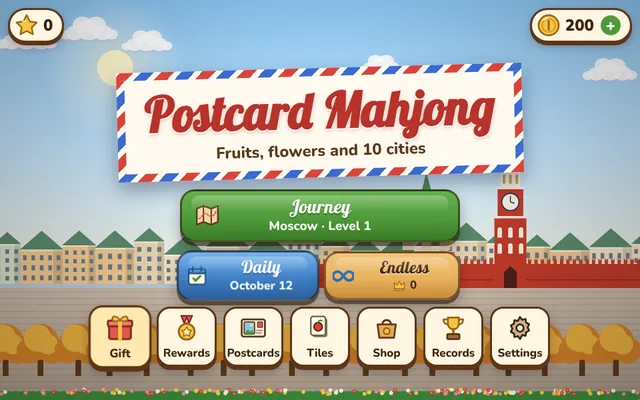 0
200
Postcard Mahjong
Fruits, flowers and 10 cities
Journey
Moscow · Level 1
Daily
October 12
Endless
0
Gift
Rewards
Postcards
Tiles
Shop
Records
Settings